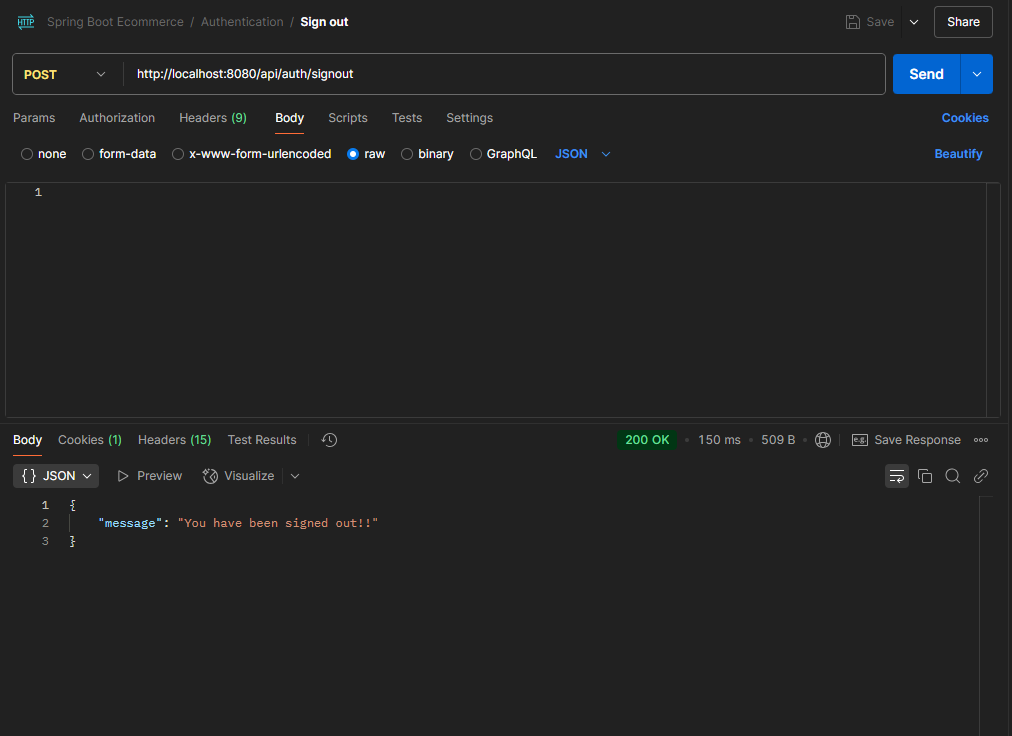 HTTP Spring Boot Ecommerce / Authentication / Sign out Save Share
POST http://localhost:8080/api/auth/signout Send
Params Authorization Headers (9) Body Scripts Tests Settings Cookies
none form-data x-www-form-urlencoded raw binary GraphQL JSON Beautify
1
Body Cookies (1) Headers (15) Test Results 200 OK • 150 ms • 509 B e.g. Save Response
{} JSON Preview Visualize
1 {
2 "message": "You have been signed out!!"
3 }